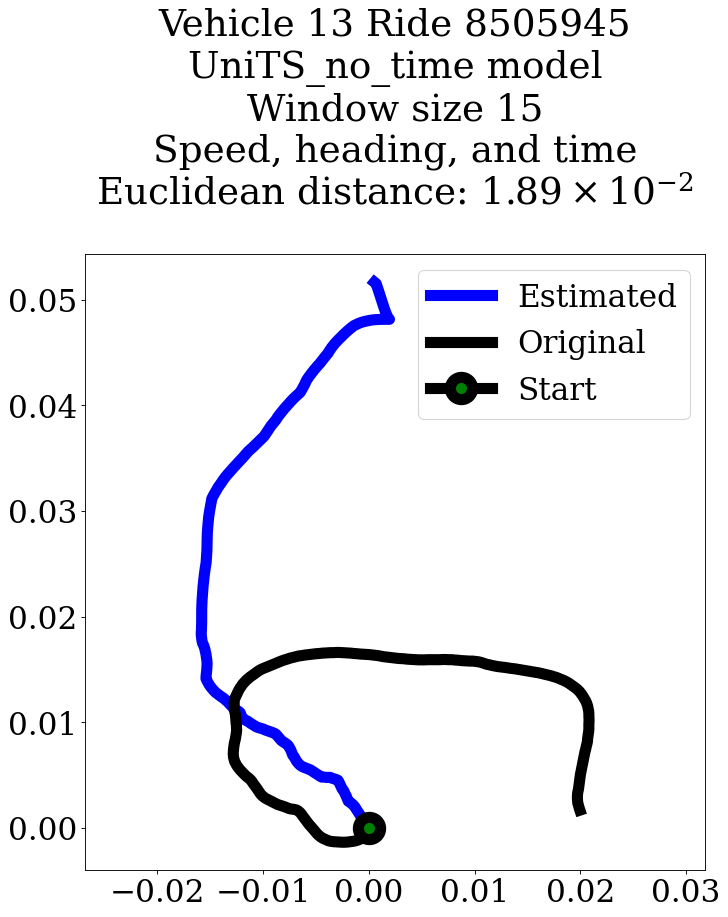 Vehicle 13 Ride 8505945
UniTS_no_time model
Window size 15
Speed, heading, and time
Euclidean distance: 1.89 × 10⁻²
Estimated
Original
Start
0.05
0.04
0.03
0.02
0.01
0.00
−0.02 −0.01 0.00 0.01 0.02 0.03